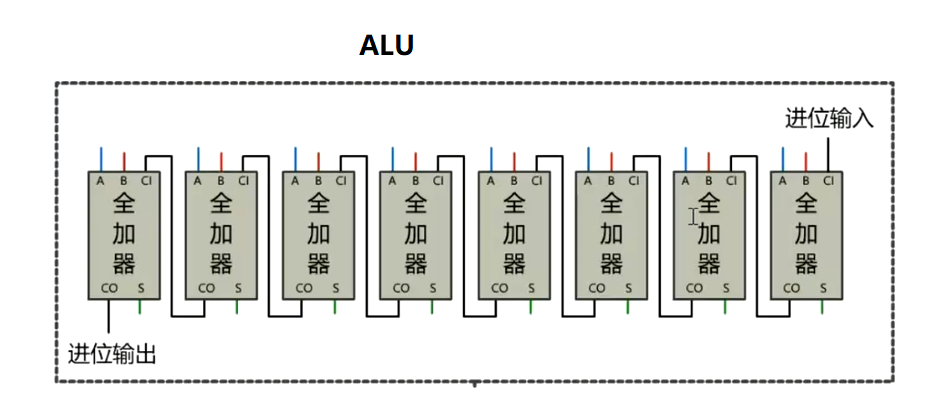 ALU
进位输入
A B CI A B CI A B CI A B CI A B CI A B CI A B CI A B CI
全 全 全 全 全 全 全 全
加 加 加 加 加 加 加 加
器 器 器 器 器 器 器 器
CO S CO S CO S CO S CO S CO S CO S CO S
进位输出